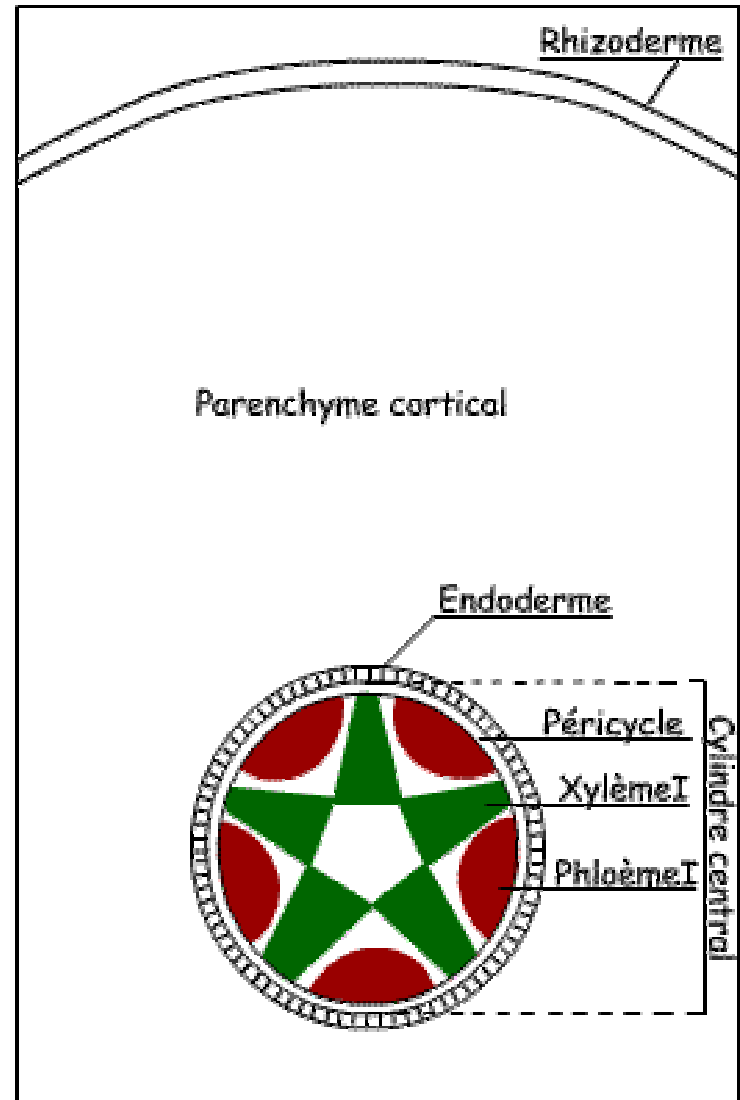 Rhizoderme
Parenchyme cortical
Endoderme
Péricycle
XylèmeI
PhloèmeI
Cylindre central